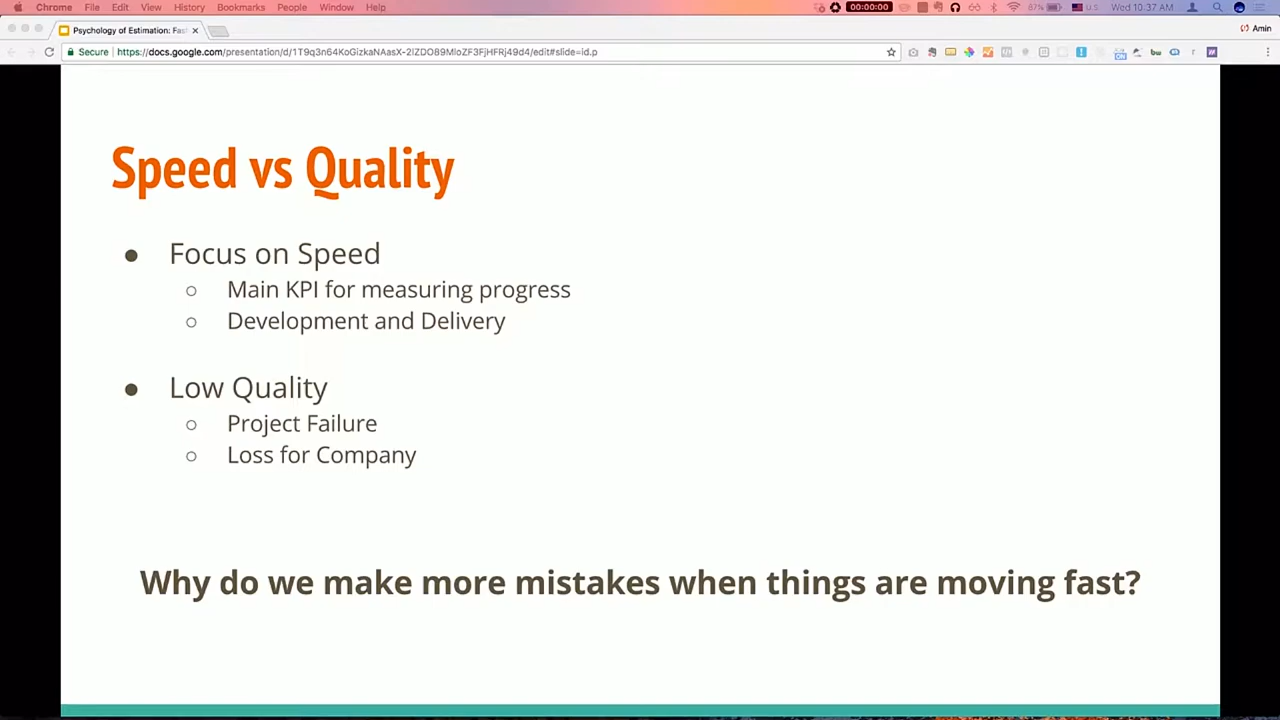 Chrome File Edit View History Bookmarks People Window Help 00:00:00 87% U.S. Wed 10:37 AM
Psychology of Estimation: Fas
Amin
Secure https://docs.google.com/presentation/d/1T9q3n64KoGizkaNAasX-2IZDO89MloZF3FjHFRj49d4/edit#slide=id.p
Speed vs Quality
● Focus on Speed
○ Main KPI for measuring progress
○ Development and Delivery
● Low Quality
○ Project Failure
○ Loss for Company
Why do we make more mistakes when things are moving fast?